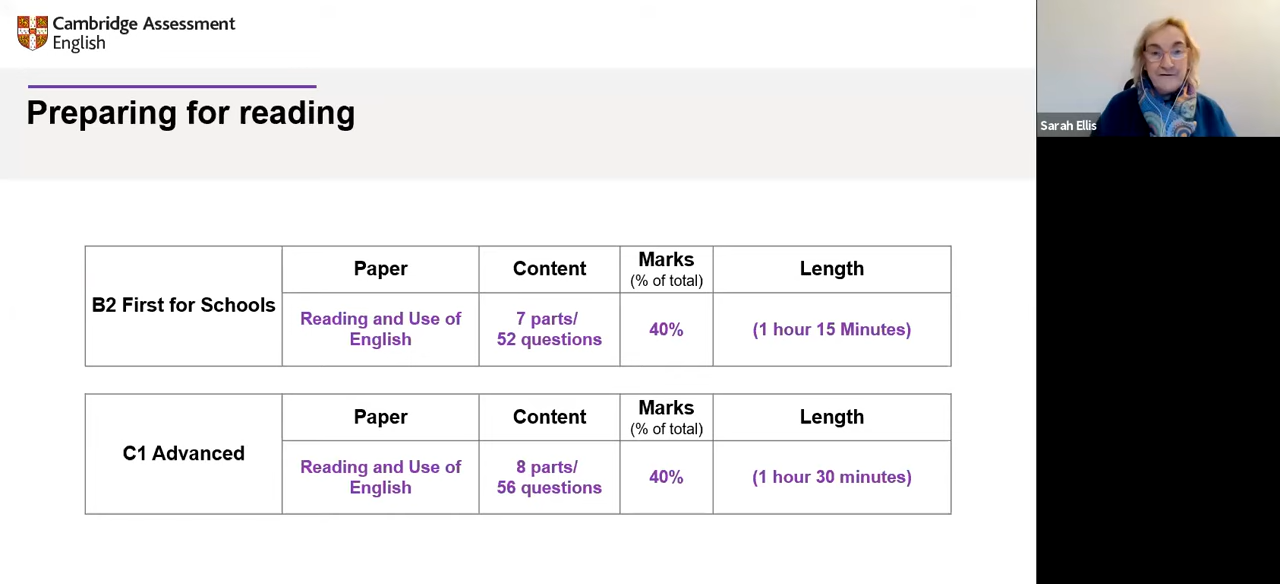 Cambridge Assessment
English
Sarah Ellis
Preparing for reading
B2 First for Schools
Paper
Content
Marks
(% of total)
Length
Reading and Use of
English
7 parts/
52 questions
40%
(1 hour 15 Minutes)
C1 Advanced
Paper
Content
Marks
(% of total)
Length
Reading and Use of
English
8 parts/
56 questions
40%
(1 hour 30 minutes)